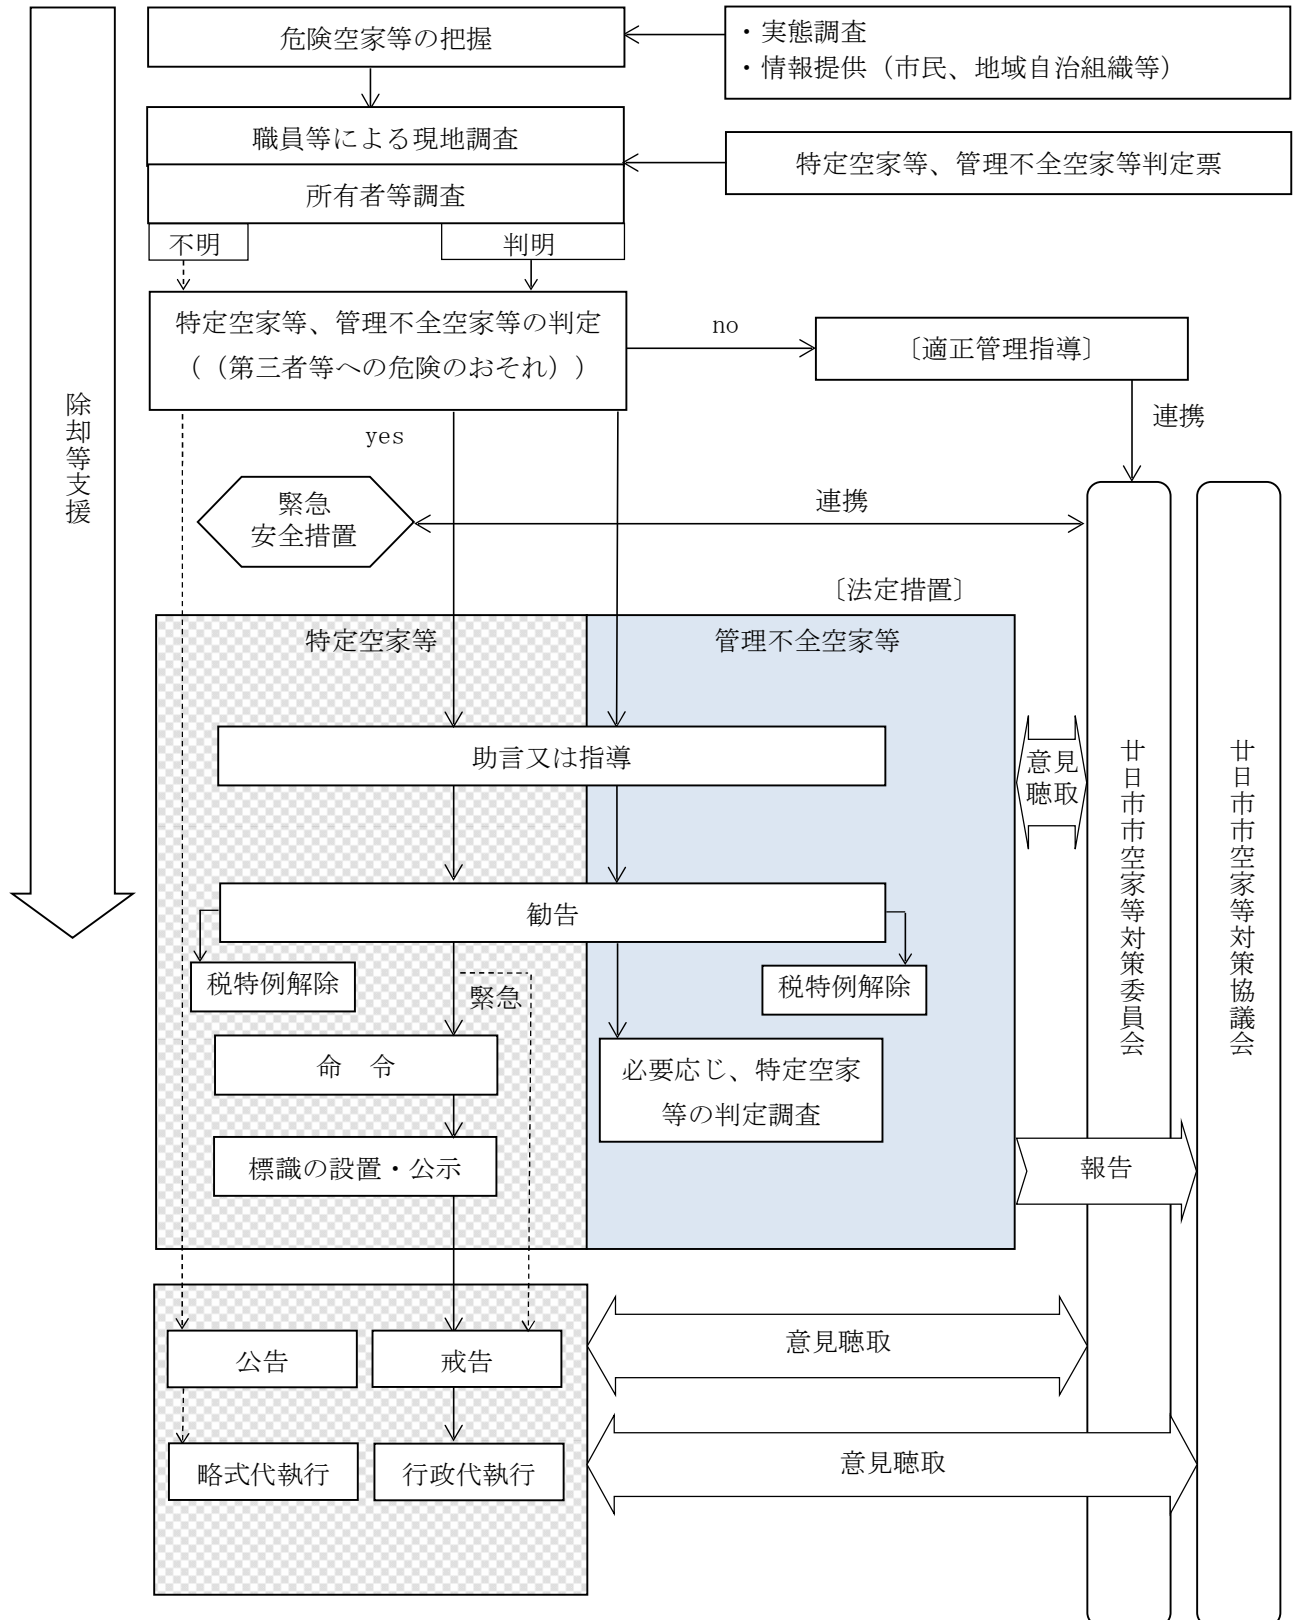 危険空家等の把握
・実態調査
・情報提供（市民、地域自治組織等）
職員等による現地調査
特定空家等、管理不全空家等判定票
所有者等調査
不明
判明
特定空家等、管理不全空家等の判定
（（第三者等への危険のおそれ））
no
〔適正管理指導〕
連携
yes
除却等支援
緊急
安全措置
連携
〔法定措置〕
特定空家等
管理不全空家等
助言又は指導
意見
聴取
廿日市市空家等対策委員会
廿日市市空家等対策協議会
勧告
税特例解除
緊急
税特例解除
命　令
必要応じ、特定空家
等の判定調査
標識の設置・公示
報告
公告
戒告
意見聴取
略式代執行
行政代執行
意見聴取